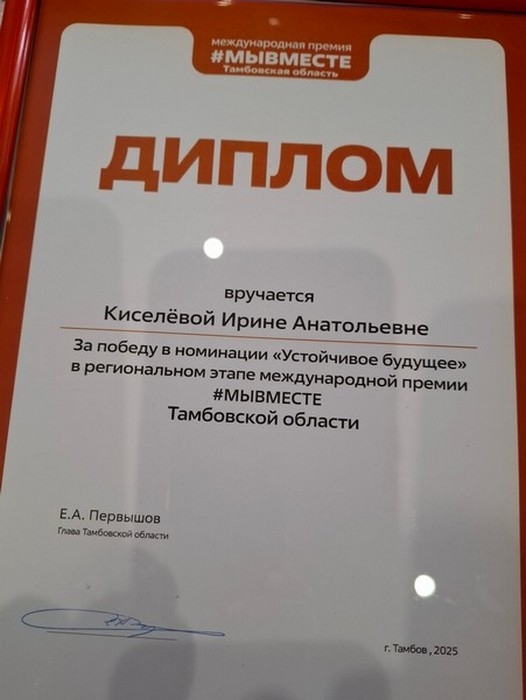 международная премия
#МЫВМЕСТЕ
Тамбовская область
ДИПЛОМ
вручается
Киселёвой Ирине Анатольевне
За победу в номинации «Устойчивое будущее»
в региональном этапе международной премии
#МЫВМЕСТЕ
Тамбовской области
Е.А. Первышов
Глава Тамбовской области
г. Тамбов, 2025